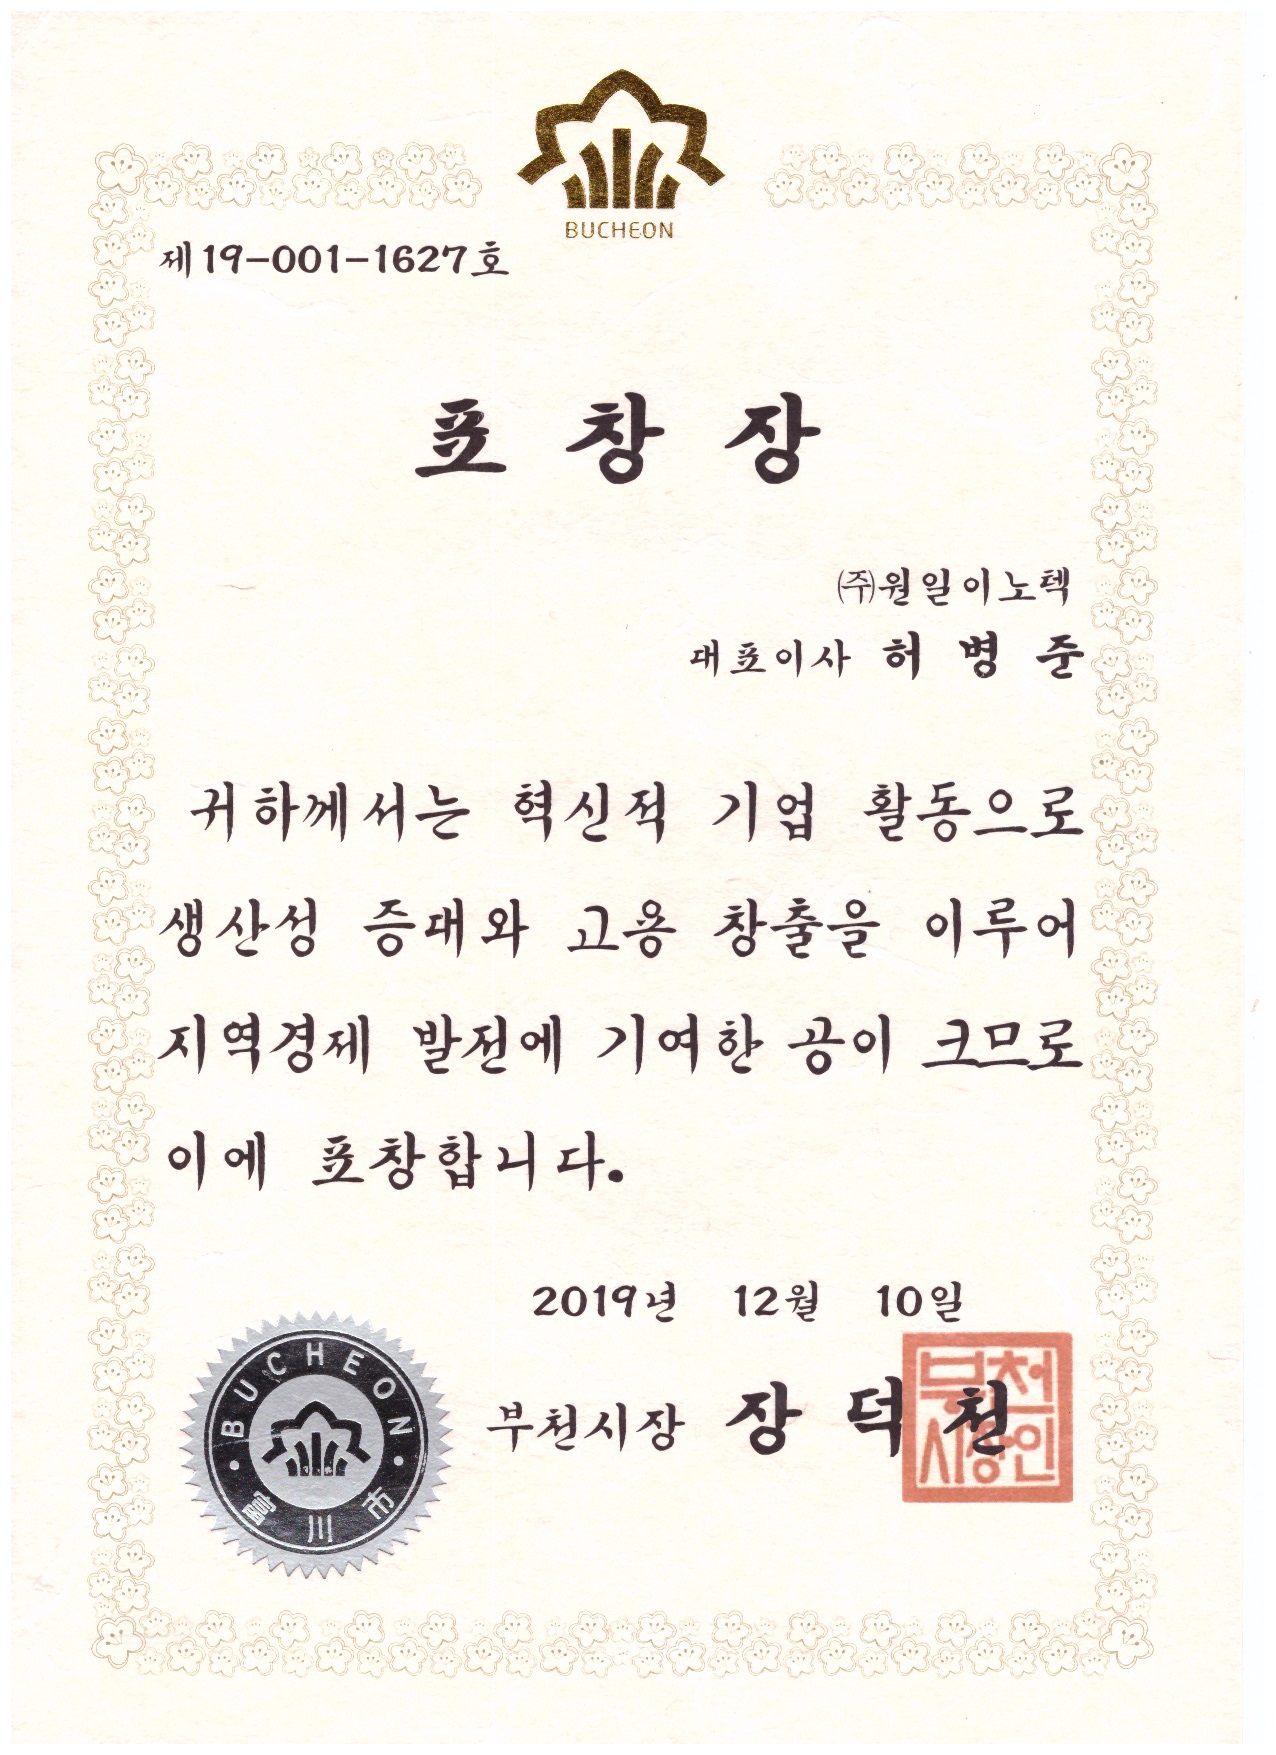 BUCHEON
제19-001-1627호
표창장
㈜원일이노텍
대표이사 허병준
귀하께서는 혁신적 기업 활동으로
생산성 증대와 고용 창출을 이루어
지역경제 발전에 기여한 공이 크므로
이에 표창합니다.
2019년 12월 10일
부천시장 장덕천
부천
시장인
BUCHEON
富川市